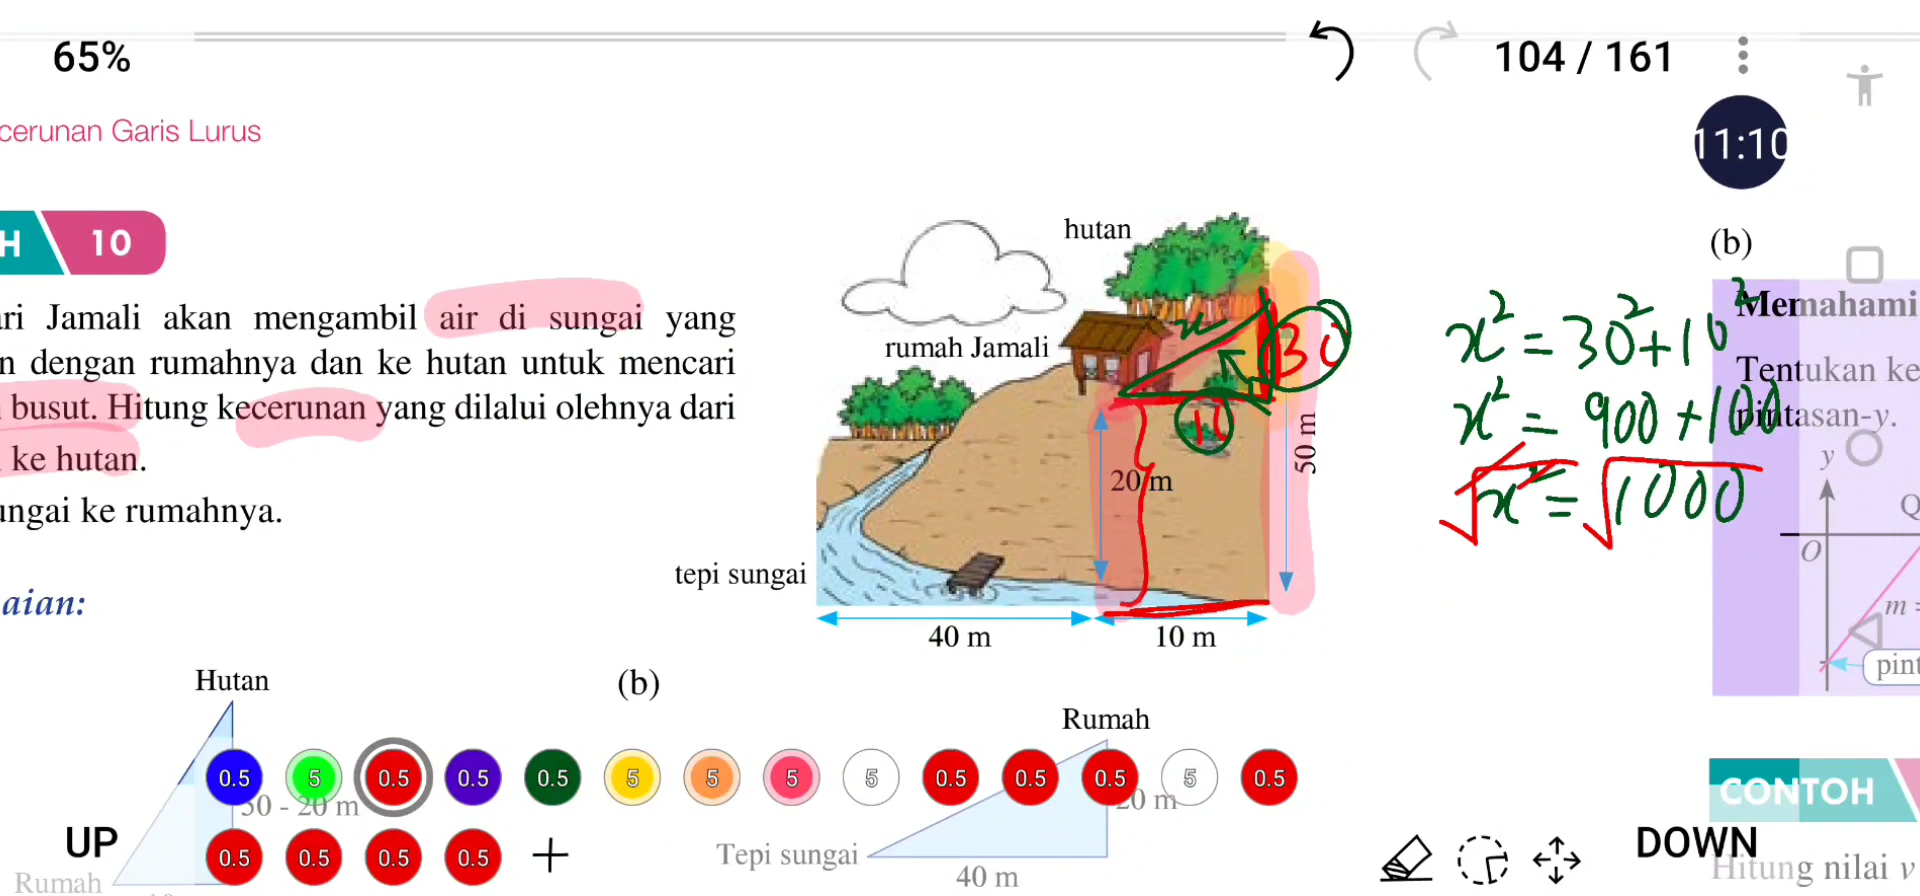 65%
104 / 161
cerunan Garis Lurus
11:10
H 10
hutan
(b)
ri Jamali akan mengambil air di sungai yang
n dengan rumahnya dan ke hutan untuk mencari
busut. Hitung kecerunan yang dilalui olehnya dari
ke hutan.
ungai ke rumahnya.
rumah Jamali
x
30
10
20 m
50 m
tepi sungai
40 m
10 m
x² = 30² + 10²
x² = 900 + 100
√x² = √1000
Memahami
Tentukan ke
pintasan-y.
y
Q
O
m =
pint
aian:
Hutan
50 - 20 m
Rumah
(b)
Rumah
20 m
Tepi sungai
40 m
0.5 5 0.5 0.5 0.5 5 5 5 5 0.5 0.5 0.5 5 0.5
UP 0.5 0.5 0.5 0.5 +
DOWN
CONTOH
Hitung nilai v